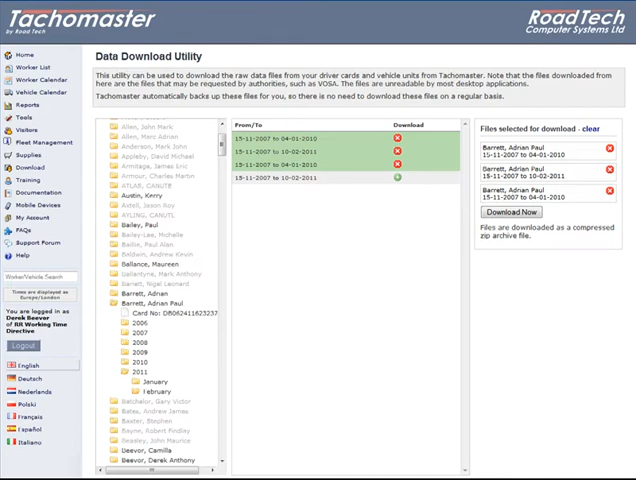 Tachomaster
by Road Tech
RoadTech
Computer Systems Ltd
Home
Worker List
Worker Calendar
Vehicle Calendar
Reports
Tools
Visitors
Fleet Management
Supplies
Download
Training
Documentation
Mobile Devices
My Account
FAQs
Support Forum
Help
Worker/Vehicle Search
Times are displayed as
Europe/London
You are logged in as
Derek Beevor
of RR Working Time
Directive
Logout
English
Deutsch
Nederlands
Polski
Français
Español
Italiano
Data Download Utility
This utility can be used to download the raw data files from your driver cards and vehicle units from Tachomaster. Note that the files downloaded from
here are the files that may be requested by authorities, such as VOSA. The files are unreadable by most desktop applications.
Tachomaster automatically backs up these files for you, so there is no need to download these files on a regular basis.
Allen, John Mark
Allen, Marc Adrian
Anderson, Mark John
Appleby, David Michael
Armitage, James Eric
Armour, Charles Martin
ATLAB, CANUTE
Austin, Kerry
Axtell, Jason Roy
AYLING, CANUTL
Bailey, Paul
Bailey-Lee, Michelle
Bailie, Paul Alan
Baldwin, Andrew Kevin
Ballance, Maureen
Ballantyne, Mark Anthony
Barrett, Nigel Leonard
Barrett, Adrian
Barrett, Adrian Paul
Card No: DB062411623237
2006
2007
2008
2009
2010
2011
January
February
Batchelor, Gary Victor
Bates, Andrew James
Baxter, Stephen
Bayne, Robert Findlay
Beasley, John Maurice
Beevor, Camilla
Beevor, Derek Anthony
From/To Download
15-11-2007 to 04-01-2010
15-11-2007 to 10-02-2011
15-11-2007 to 04-01-2010
15-11-2007 to 10-02-2011
Files selected for download - clear
Barrett, Adrian Paul
15-11-2007 to 04-01-2010
Barrett, Adrian Paul
15-11-2007 to 10-02-2011
Barrett, Adrian Paul
15-11-2007 to 04-01-2010
Download Now
Files are downloaded as a compressed
zip archive file.